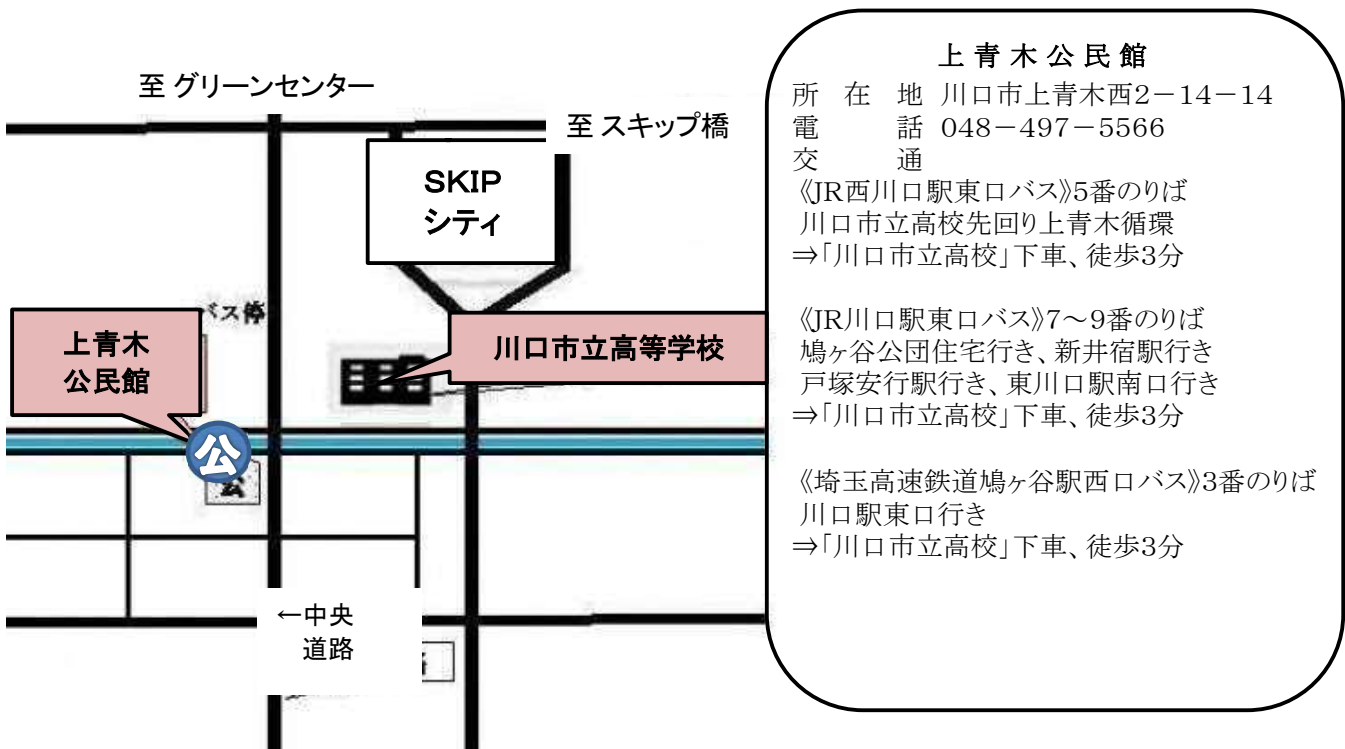 至 グリーンセンター
至 スキップ橋
SKIP
シティ
バス停
上青木
公民館
川口市立高等学校
公
←中央
道路
上青木公民館
所 在 地 川口市上青木西2-14-14
電 話 048-497-5566
交 通
《JR西川口駅東口バス》5番のりば
川口市立高校先回り上青木循環
⇒「川口市立高校」下車、徒歩3分
《JR川口駅東口バス》7~9番のりば
鳩ヶ谷公団住宅行き、新井宿駅行き
戸塚安行駅行き、東川口駅南口行き
⇒「川口市立高校」下車、徒歩3分
《埼玉高速鉄道鳩ヶ谷駅西口バス》3番のりば
川口駅東口行き
⇒「川口市立高校」下車、徒歩3分